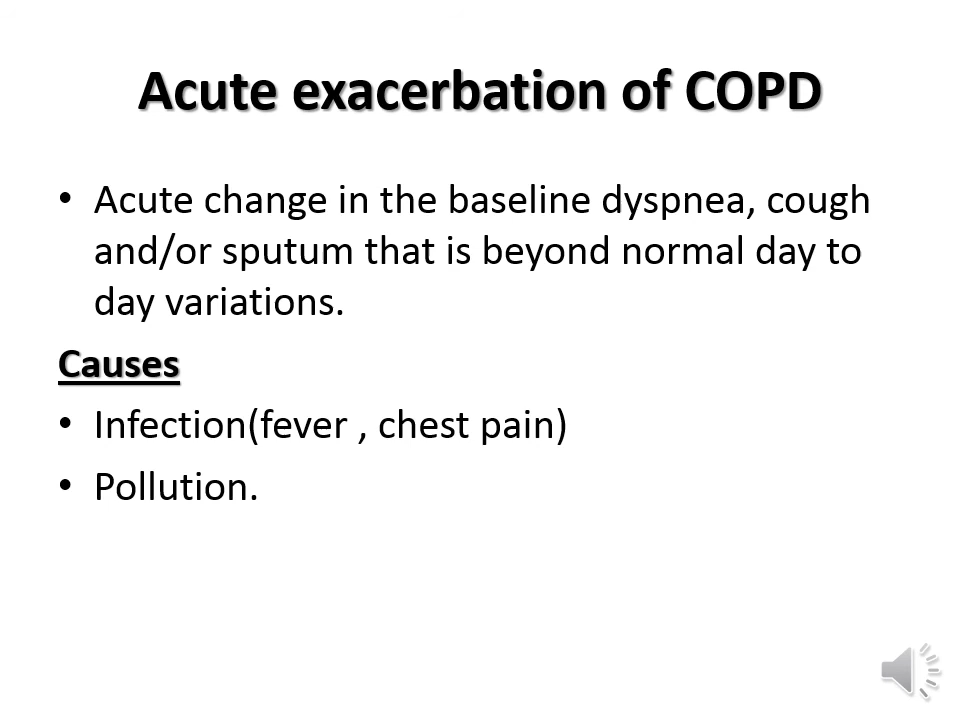 Acute exacerbation of COPD
• Acute change in the baseline dyspnea, cough
and/or sputum that is beyond normal day to
day variations.
Causes
• Infection(fever , chest pain)
• Pollution.